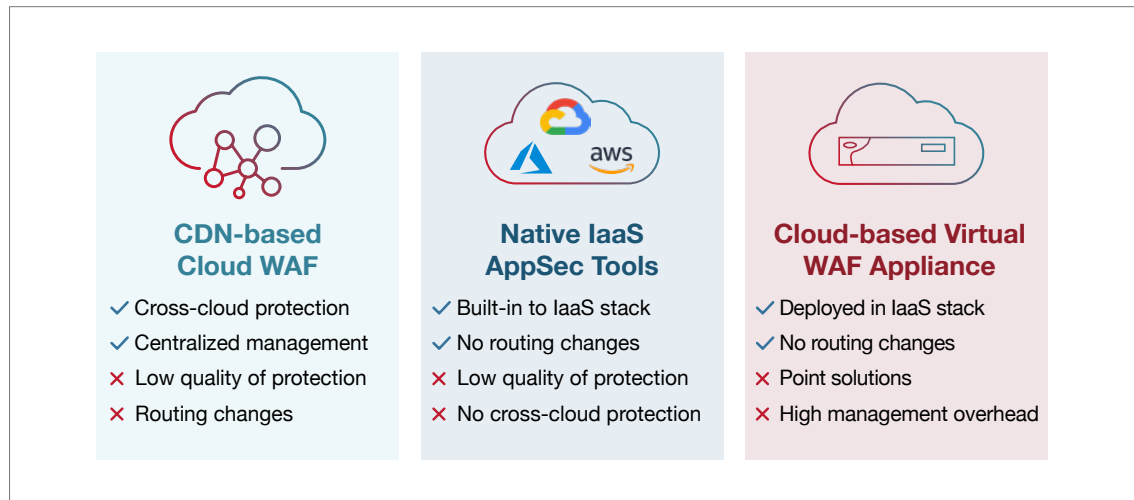 aws
CDN-based
Cloud WAF
Cross-cloud protection
Centralized management
Low quality of protection
Routing changes
Native IaaS
AppSec Tools
Built-in to IaaS stack
No routing changes
Low quality of protection
No cross-cloud protection
Cloud-based Virtual
WAF Appliance
Deployed in IaaS stack
No routing changes
Point solutions
High management overhead